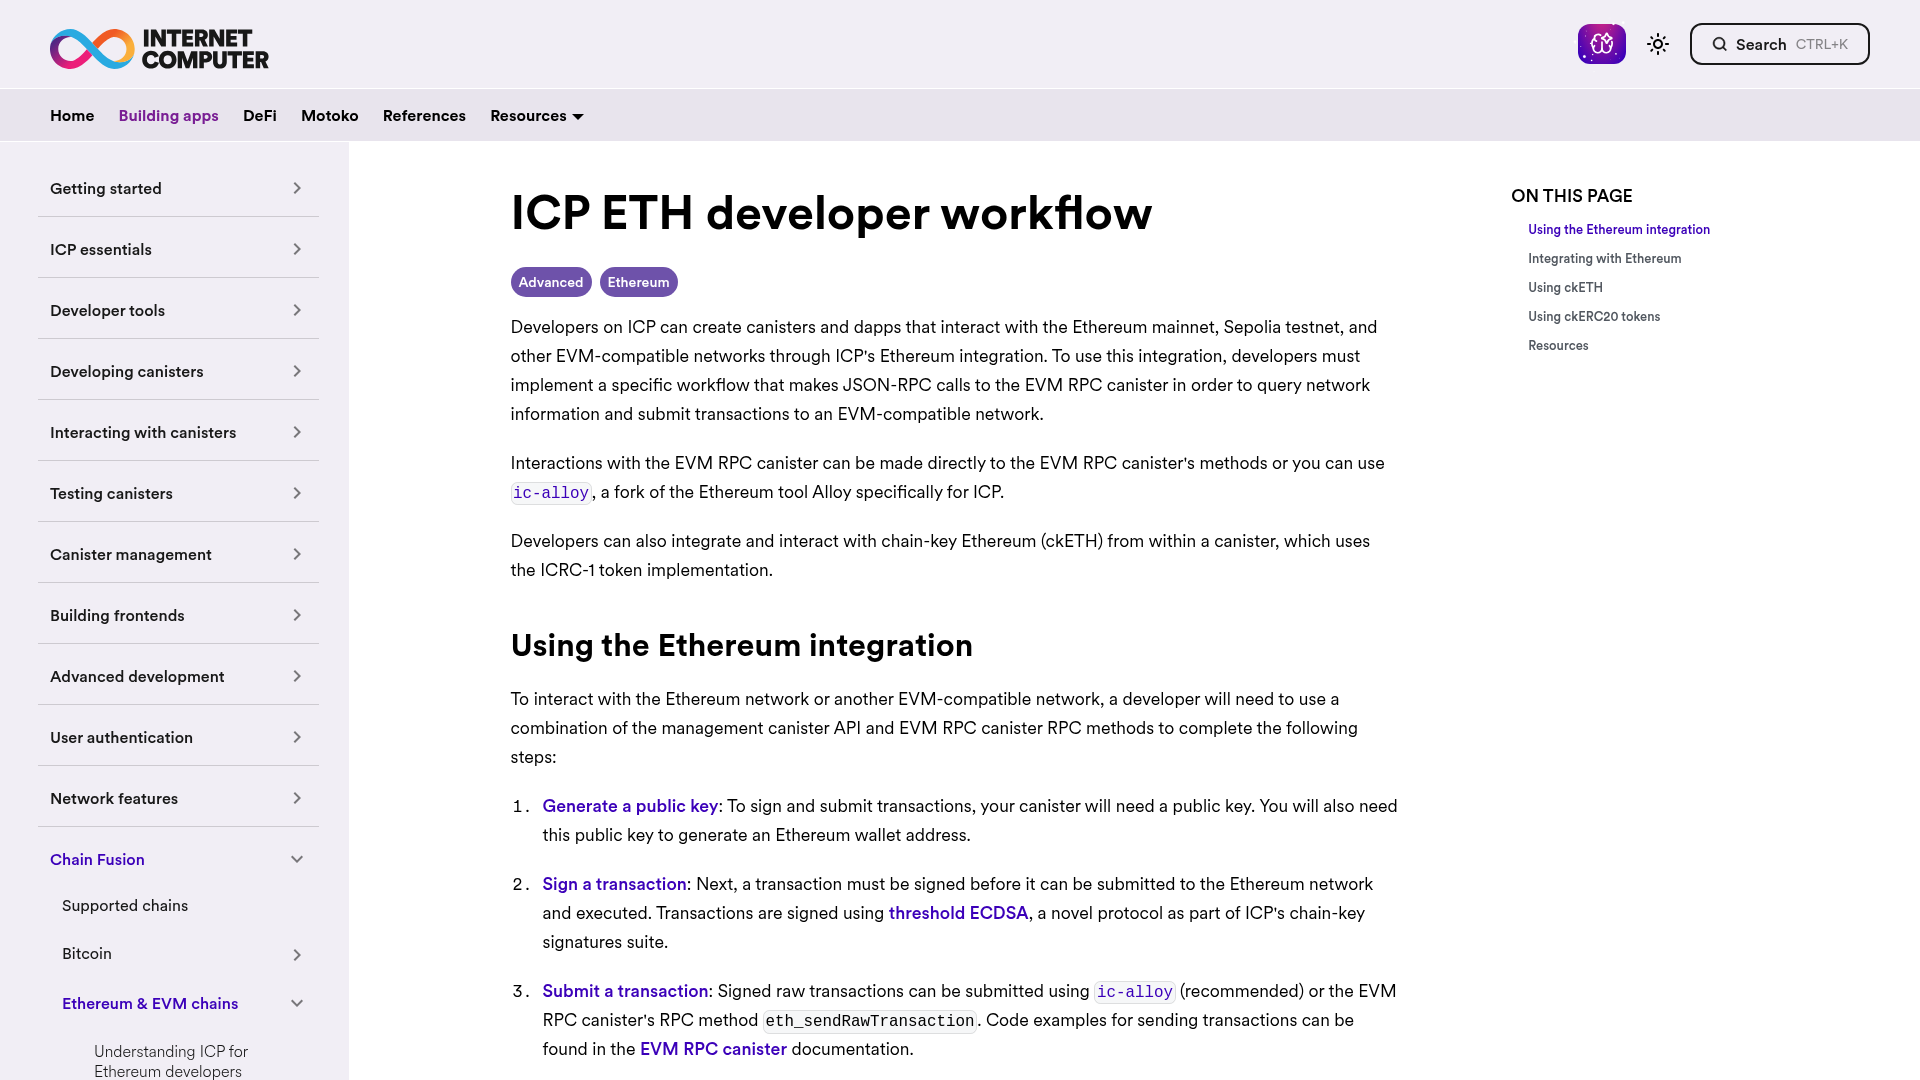 INTERNET
COMPUTER
Search CTRL+K
Home Building apps DeFi Motoko References Resources
Getting started
ICP essentials
Developer tools
Developing canisters
Interacting with canisters
Testing canisters
Canister management
Building frontends
Advanced development
User authentication
Network features
Chain Fusion
Supported chains
Bitcoin
Ethereum & EVM chains
Understanding ICP for
Ethereum developers
ICP ETH developer workflow
Advanced Ethereum
Developers on ICP can create canisters and dapps that interact with the Ethereum mainnet, Sepolia testnet, and
other EVM-compatible networks through ICP's Ethereum integration. To use this integration, developers must
implement a specific workflow that makes JSON-RPC calls to the EVM RPC canister in order to query network
information and submit transactions to an EVM-compatible network.
Interactions with the EVM RPC canister can be made directly to the EVM RPC canister's methods or you can use
ic-alloy, a fork of the Ethereum tool Alloy specifically for ICP.
Developers can also integrate and interact with chain-key Ethereum (ckETH) from within a canister, which uses
the ICRC-1 token implementation.
Using the Ethereum integration
To interact with the Ethereum network or another EVM-compatible network, a developer will need to use a
combination of the management canister API and EVM RPC canister RPC methods to complete the following
steps:
1. Generate a public key: To sign and submit transactions, your canister will need a public key. You will also need
this public key to generate an Ethereum wallet address.
2. Sign a transaction: Next, a transaction must be signed before it can be submitted to the Ethereum network
and executed. Transactions are signed using threshold ECDSA, a novel protocol as part of ICP's chain-key
signatures suite.
3. Submit a transaction: Signed raw transactions can be submitted using ic-alloy (recommended) or the EVM
RPC canister's RPC method eth_sendRawTransaction. Code examples for sending transactions can be
found in the EVM RPC canister documentation.
ON THIS PAGE
Using the Ethereum integration
Integrating with Ethereum
Using ckETH
Using ckERC20 tokens
Resources